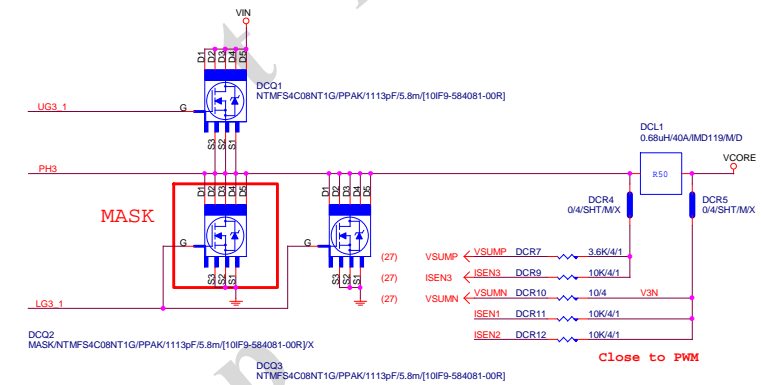 VIN
D1 D2 D3 D4 D5
DCQ1
NTMFS4C08NT1G/PPAK/1113pF/5.8m/[10IF9-584081-00R]
UG3_1
G
S3 S2 S1
DCL1
0.68uH/40A/IMD119/M/D
VCORE
PH3
R50
D1 D2 D3 D4 D5
D1 D2 D3 D4 D5
DCR4
0/4/SHT/M/X
DCR5
0/4/SHT/M/X
MASK
G
G
S3 S2 S1
S3 S2 S1
(27) VSUMP VSUMP DCR7 3.6K/4/1
(27) ISEN3 ISEN3 DCR9 10K/4/1
(27) VSUMN VSUMN DCR10 10/4 V3N
LG3_1
ISEN1 DCR11 10K/4/1
ISEN2 DCR12 10K/4/1
DCQ2
MASK/NTMFS4C08NT1G/PPAK/1113pF/5.8m/[10IF9-584081-00R]/X
Close to PWM
DCQ3
NTMFS4C08NT1G/PPAK/1113pF/5.8m/[10IF9-584081-00R]